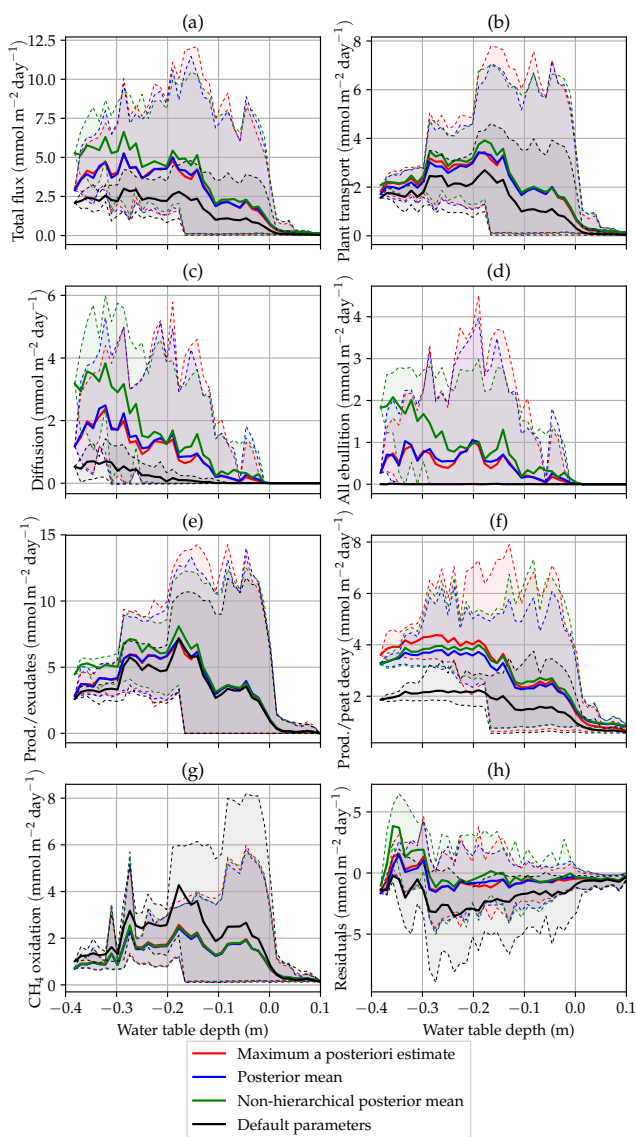 (a)
(b)
Total flux (mmol m⁻² day⁻¹)
12.5
10.0
7.5
5.0
2.5
0.0
Plant transport (mmol m⁻² day⁻¹)
8
6
4
2
0
(c)
(d)
Diffusion (mmol m⁻² day⁻¹)
6
4
2
0
All ebullition (mmol m⁻² day⁻¹)
4
3
2
1
0
(e)
(f)
Prod./exudates (mmol m⁻² day⁻¹)
15
10
5
0
Prod./peat decay (mmol m⁻² day⁻¹)
8
6
4
2
(g)
(h)
CH₄ oxidation (mmol m⁻² day⁻¹)
8
6
4
2
0
Residuals (mmol m⁻² day⁻¹)
5
0
−5
−0.4 −0.3 −0.2 −0.1 0.0 0.1
−0.4 −0.3 −0.2 −0.1 0.0 0.1
Water table depth (m)
Water table depth (m)
Maximum a posteriori estimate
Posterior mean
Non-hierarchical posterior mean
Default parameters